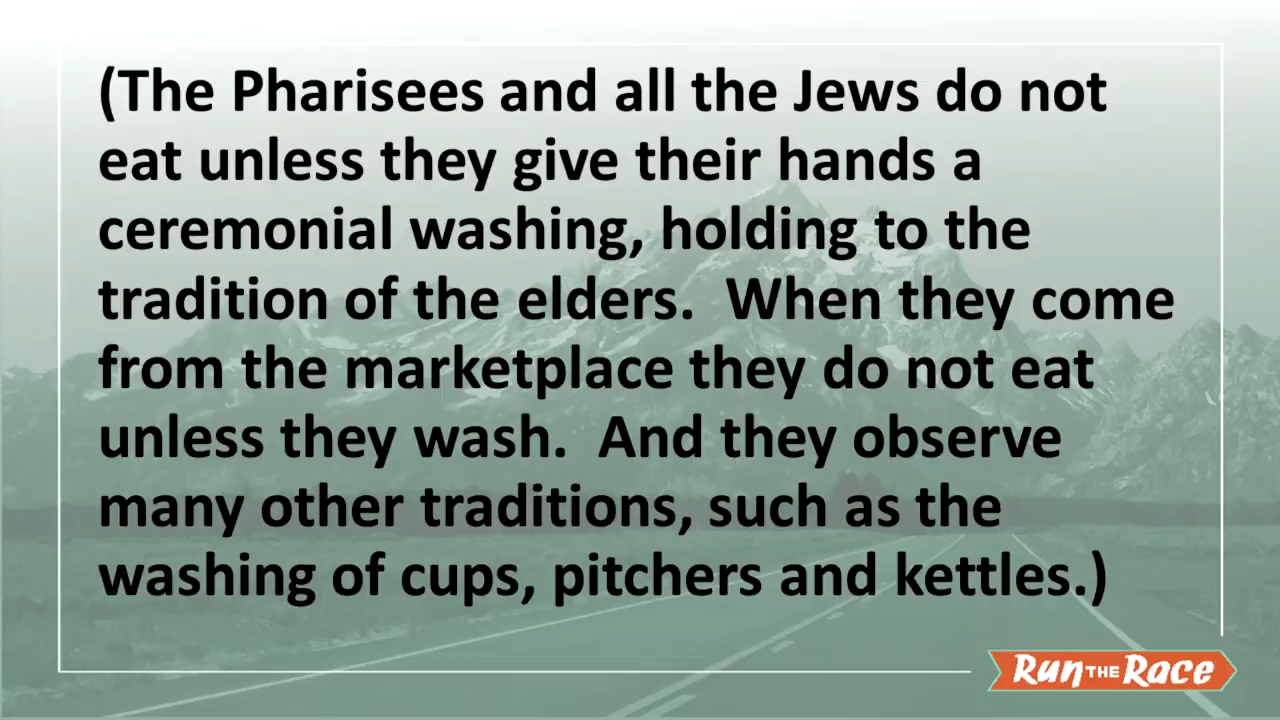 (The Pharisees and all the Jews do not
eat unless they give their hands a
ceremonial washing, holding to the
tradition of the elders.  When they come
from the marketplace they do not eat
unless they wash.  And they observe
many other traditions, such as the
washing of cups, pitchers and kettles.)
Run THE Race